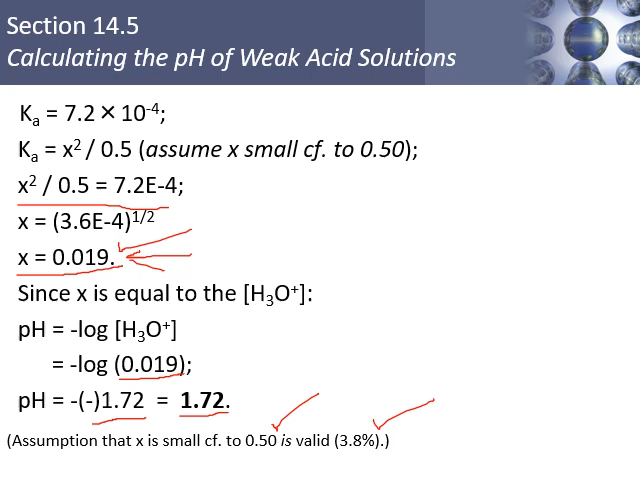 Section 14.5
Calculating the pH of Weak Acid Solutions
Kₐ = 7.2 × 10⁻⁴;
Kₐ = x² / 0.5 (assume x small cf. to 0.50);
x² / 0.5 = 7.2E-4;
x = (3.6E-4)¹/²
x = 0.019.
Since x is equal to the [H₃O⁺]:
pH = -log [H₃O⁺]
= -log (0.019);
pH = -(-)1.72 = 1.72.
(Assumption that x is small cf. to 0.50 is valid (3.8%).)